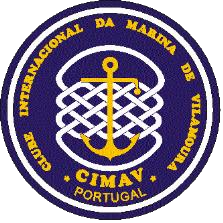 CLUBE INTERNACIONAL DA MARINA DE VILAMOURA
CIMAV
PORTUGAL